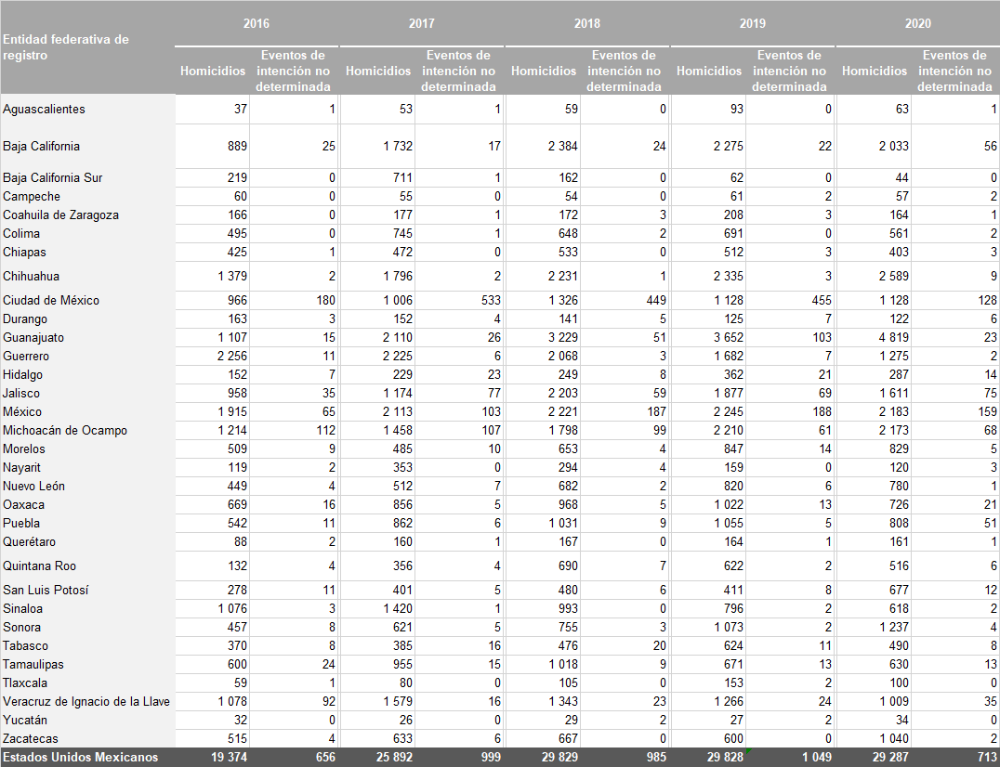 2016 2017 2018 2019 2020
Entidad federativa de
registro
Homicidios Eventos de intención no determinada Homicidios Eventos de intención no determinada Homicidios Eventos de intención no determinada Homicidios Eventos de intención no determinada Homicidios Eventos de intención no determinada
Aguascalientes 37 1 53 1 59 0 93 0 63 1
Baja California 889 25 1 732 17 2 384 24 2 275 22 2 033 56
Baja California Sur 219 0 711 1 162 0 62 0 44 0
Campeche 60 0 55 0 54 0 61 2 57 2
Coahuila de Zaragoza 166 0 177 1 172 3 208 3 164 1
Colima 495 0 745 1 648 2 691 0 561 2
Chiapas 425 1 472 0 533 0 512 3 403 3
Chihuahua 1 379 2 1 796 2 2 231 1 2 335 3 2 589 9
Ciudad de México 966 180 1 006 533 1 326 449 1 128 455 1 128 128
Durango 163 3 152 4 141 5 125 7 122 6
Guanajuato 1 107 15 2 110 26 3 229 51 3 652 103 4 819 23
Guerrero 2 256 11 2 225 6 2 068 3 1 682 7 1 275 2
Hidalgo 152 7 229 23 249 8 362 21 287 14
Jalisco 958 35 1 174 77 2 203 59 1 877 69 1 611 75
México 1 915 65 2 113 103 2 221 187 2 245 188 2 183 159
Michoacán de Ocampo 1 214 112 1 458 107 1 798 99 2 210 61 2 173 68
Morelos 509 9 485 10 653 4 847 14 829 5
Nayarit 119 2 353 0 294 4 159 0 120 3
Nuevo León 449 4 512 7 682 2 820 6 780 1
Oaxaca 669 16 856 5 968 5 1 022 13 726 21
Puebla 542 11 862 6 1 031 9 1 055 5 808 51
Querétaro 88 2 160 1 167 0 164 1 161 1
Quintana Roo 132 4 356 4 690 7 622 2 516 6
San Luis Potosí 278 11 401 5 480 6 411 8 677 12
Sinaloa 1 076 3 1 420 1 993 0 796 2 618 2
Sonora 457 8 621 5 755 3 1 073 2 1 237 4
Tabasco 370 8 385 16 476 20 624 11 490 8
Tamaulipas 600 24 955 15 1 018 9 671 13 630 13
Tlaxcala 59 1 80 0 105 0 153 2 100 0
Veracruz de Ignacio de la Llave 1 078 92 1 579 16 1 343 23 1 266 24 1 009 35
Yucatán 32 0 26 0 29 2 27 2 34 0
Zacatecas 515 4 633 6 667 0 600 0 1 040 2
Estados Unidos Mexicanos 19 374 656 25 892 999 29 829 985 29 828 1 049 29 287 713